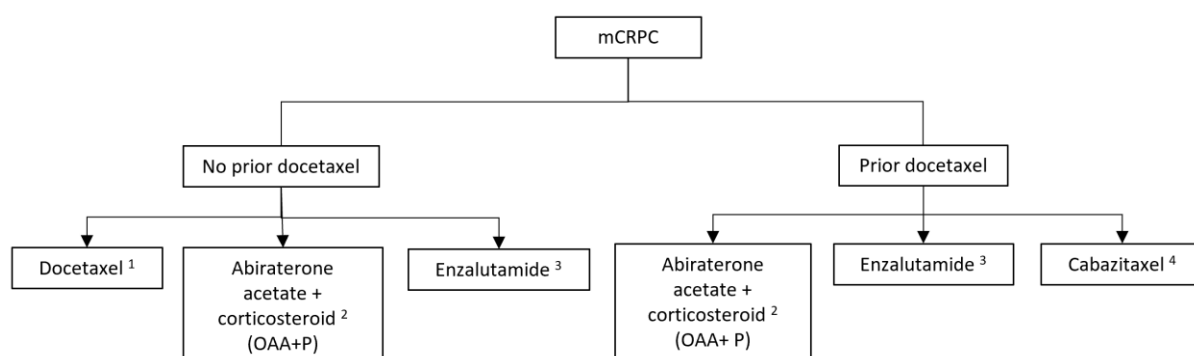 mCRPC
No prior docetaxel
Prior docetaxel
Docetaxel ¹
Abiraterone
acetate +
corticosteroid ²
(OAA+P)
Enzalutamide ³
Abiraterone
acetate +
corticosteroid ²
(OAA+ P)
Enzalutamide ³
Cabazitaxel ⁴